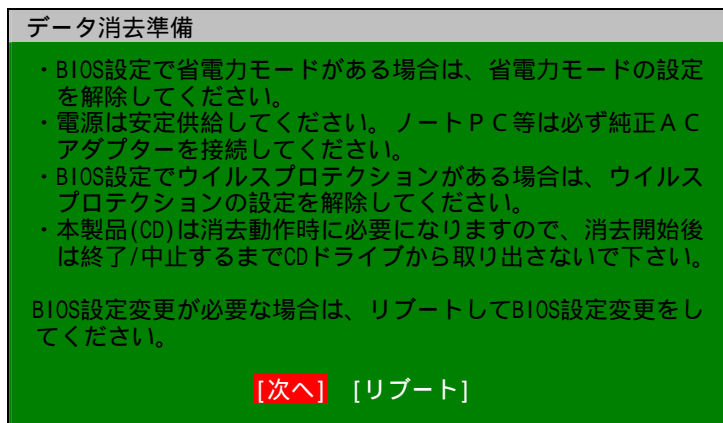 データ消去準備
・BIOS設定で省電力モードがある場合は、省電力モードの設定
を解除してください。
・電源は安定供給してください。ノートＰＣ等は必ず純正ＡＣ
アダプターを接続してください。
・BIOS設定でウイルスプロテクションがある場合は、ウイルス
プロテクションの設定を解除してください。
・本製品(CD)は消去動作時に必要になりますので、消去開始後
は終了/中止するまでCDドライブから取り出さないで下さい。
BIOS設定変更が必要な場合は、リブートしてBIOS設定変更をし
てください。
[次へ] [リブート]